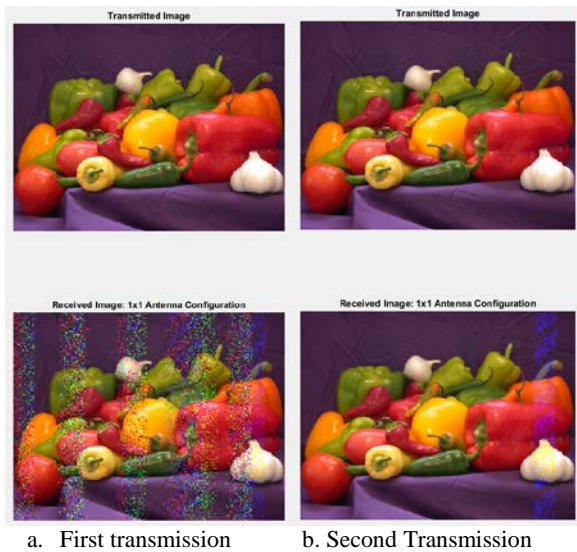 Transmitted Image
Transmitted Image
Received Image: 1x1 Antenna Configuration
Received Image: 1x1 Antenna Configuration
a. First transmission
b. Second Transmission